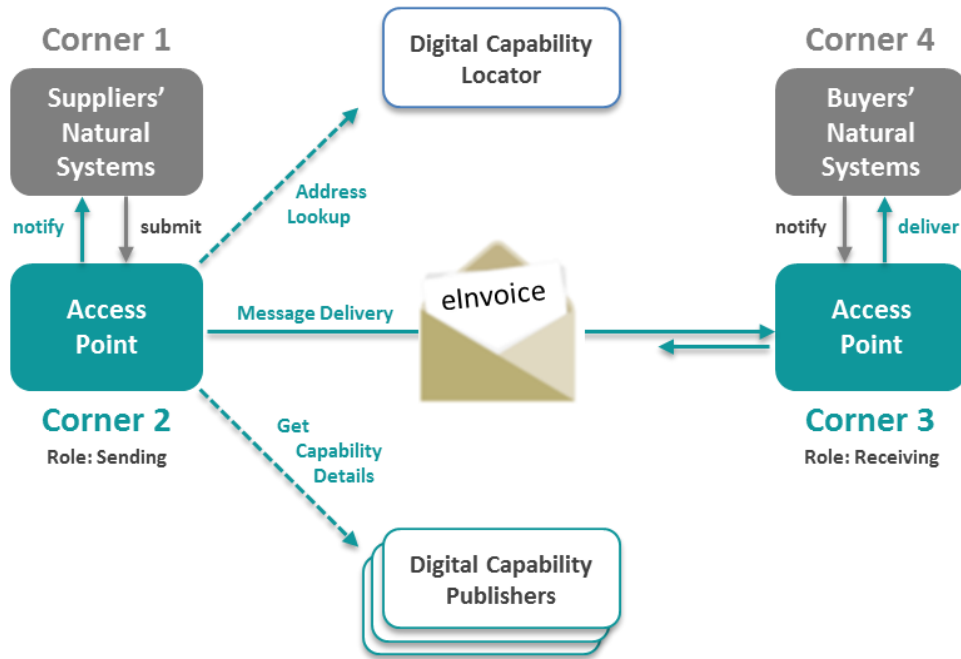 Corner 1
Suppliers’
Natural
Systems
notify
submit
Access
Point
Corner 2
Role: Sending
Digital Capability
Locator
Address
Lookup
Message Delivery
eInvoice
Get
Capability
Details
Digital Capability
Publishers
Corner 4
Buyers’
Natural
Systems
notify
deliver
Access
Point
Corner 3
Role: Receiving